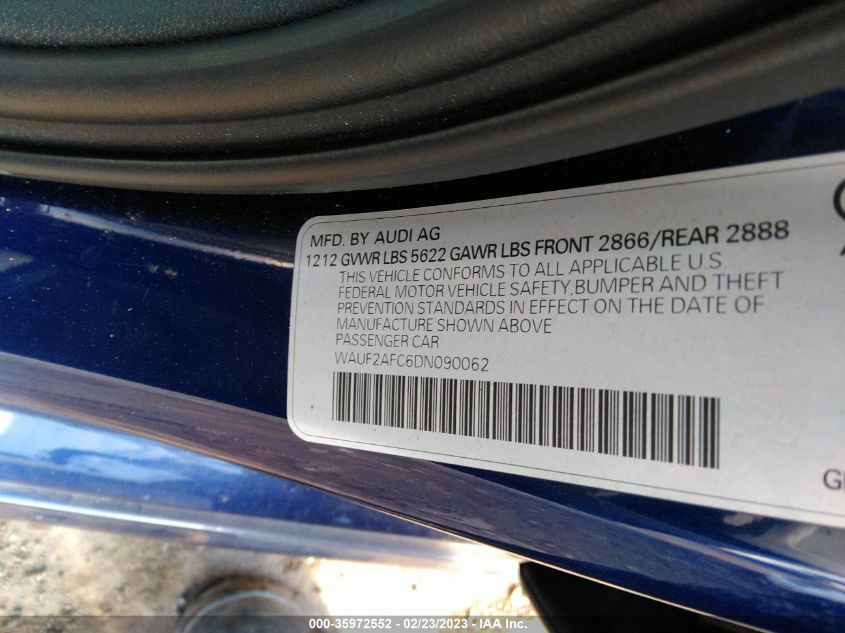 MFD. BY AUDI AG
1212 GVWR LBS 5622 GAWR LBS FRONT 2866/REAR 2888
THIS VEHICLE CONFORMS TO ALL APPLICABLE U.S
FEDERAL MOTOR VEHICLE SAFETY,BUMPER AND THEFT
PREVENTION STANDARDS IN EFFECT ON THE DATE OF
MANUFACTURE SHOWN ABOVE
PASSENGER CAR
WAUF2AFC6DN090062
000-35972552 / 02/23/2023 - © IAA Inc.